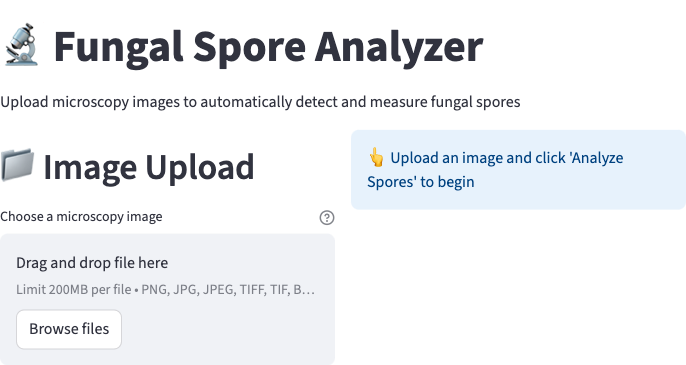 Fungal Spore Analyzer
Upload microscopy images to automatically detect and measure fungal spores
Image Upload
Choose a microscopy image
Drag and drop file here
Limit 200MB per file • PNG, JPG, JPEG, TIFF, TIF, B...
Browse files
Upload an image and click 'Analyze
Spores' to begin